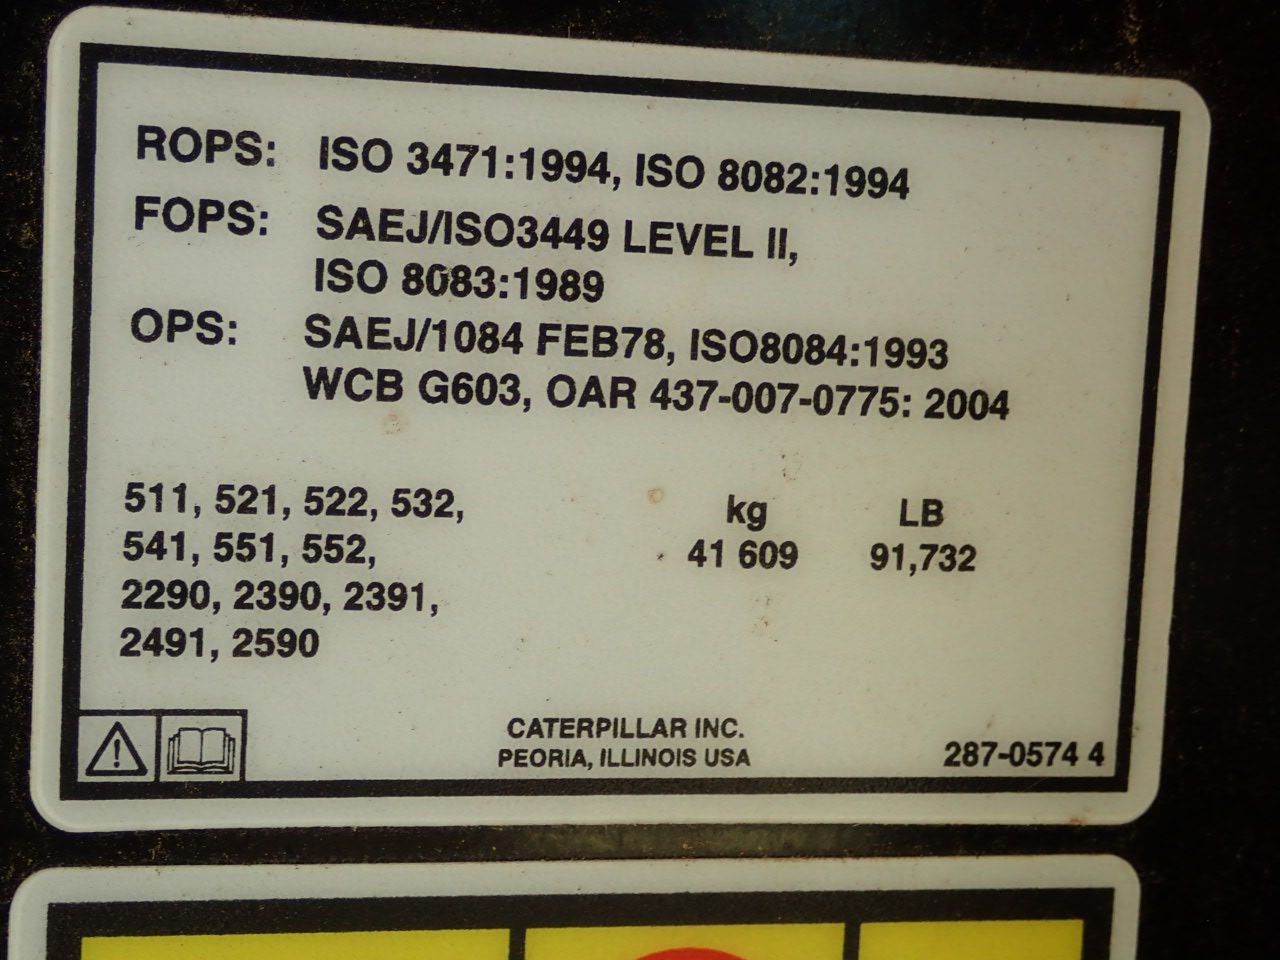 ROPS: ISO 3471:1994, ISO 8082:1994
FOPS: SAEJ/ISO3449 LEVEL II,
ISO 8083:1989
OPS: SAEJ/1084 FEB78, ISO8084:1993
WCB G603, OAR 437-007-0775: 2004
511, 521, 522, 532, kg LB
541, 551, 552, 41 609 91,732
2290, 2390, 2391,
2491, 2590
CATERPILLAR INC.
PEORIA, ILLINOIS USA 287-0574 4